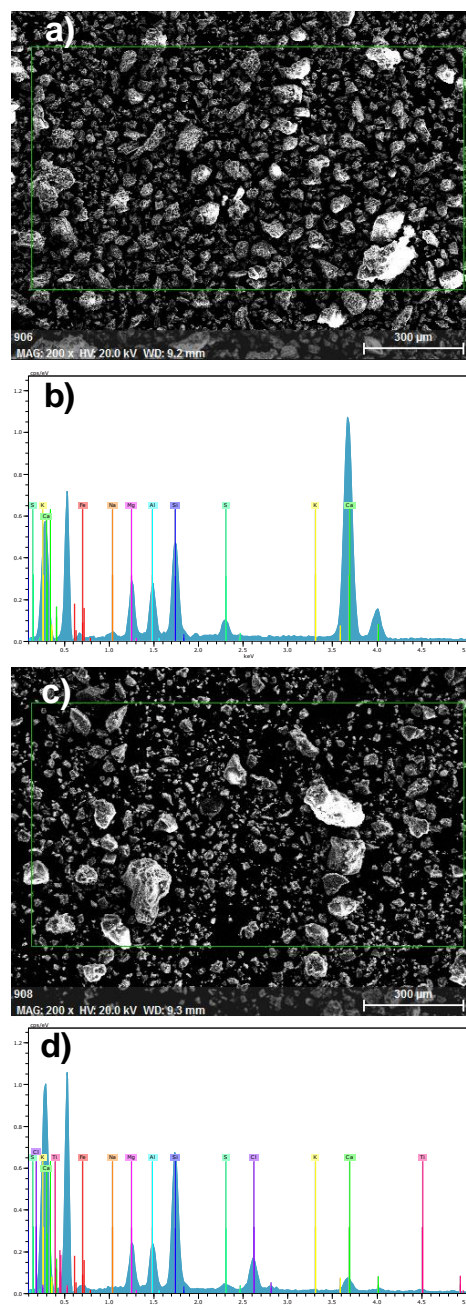 a)
906
MAG: 200 x HV: 20.0 kV WD: 9.2 mm
300 µm
cps/eV
b)
1.2
1.0
0.8
0.6
0.4
0.2
0.0
S K Ca Fe Na Mg Al Si S K Ca
0.5 1.0 1.5 2.0 2.5 3.0 3.5 4.0 4.5 5.
keV
c)
908
MAG: 200 x HV: 20.0 kV WD: 9.3 mm
300 µm
cps/eV
d)
1.2
1.0
0.8
0.6
0.4
0.2
0.0
Cl
S K Ti Fe Na Mg Al Si S Cl K Ca Ti
Ca
0.5 1.0 1.5 2.0 2.5 3.0 3.5 4.0 4.5 5.